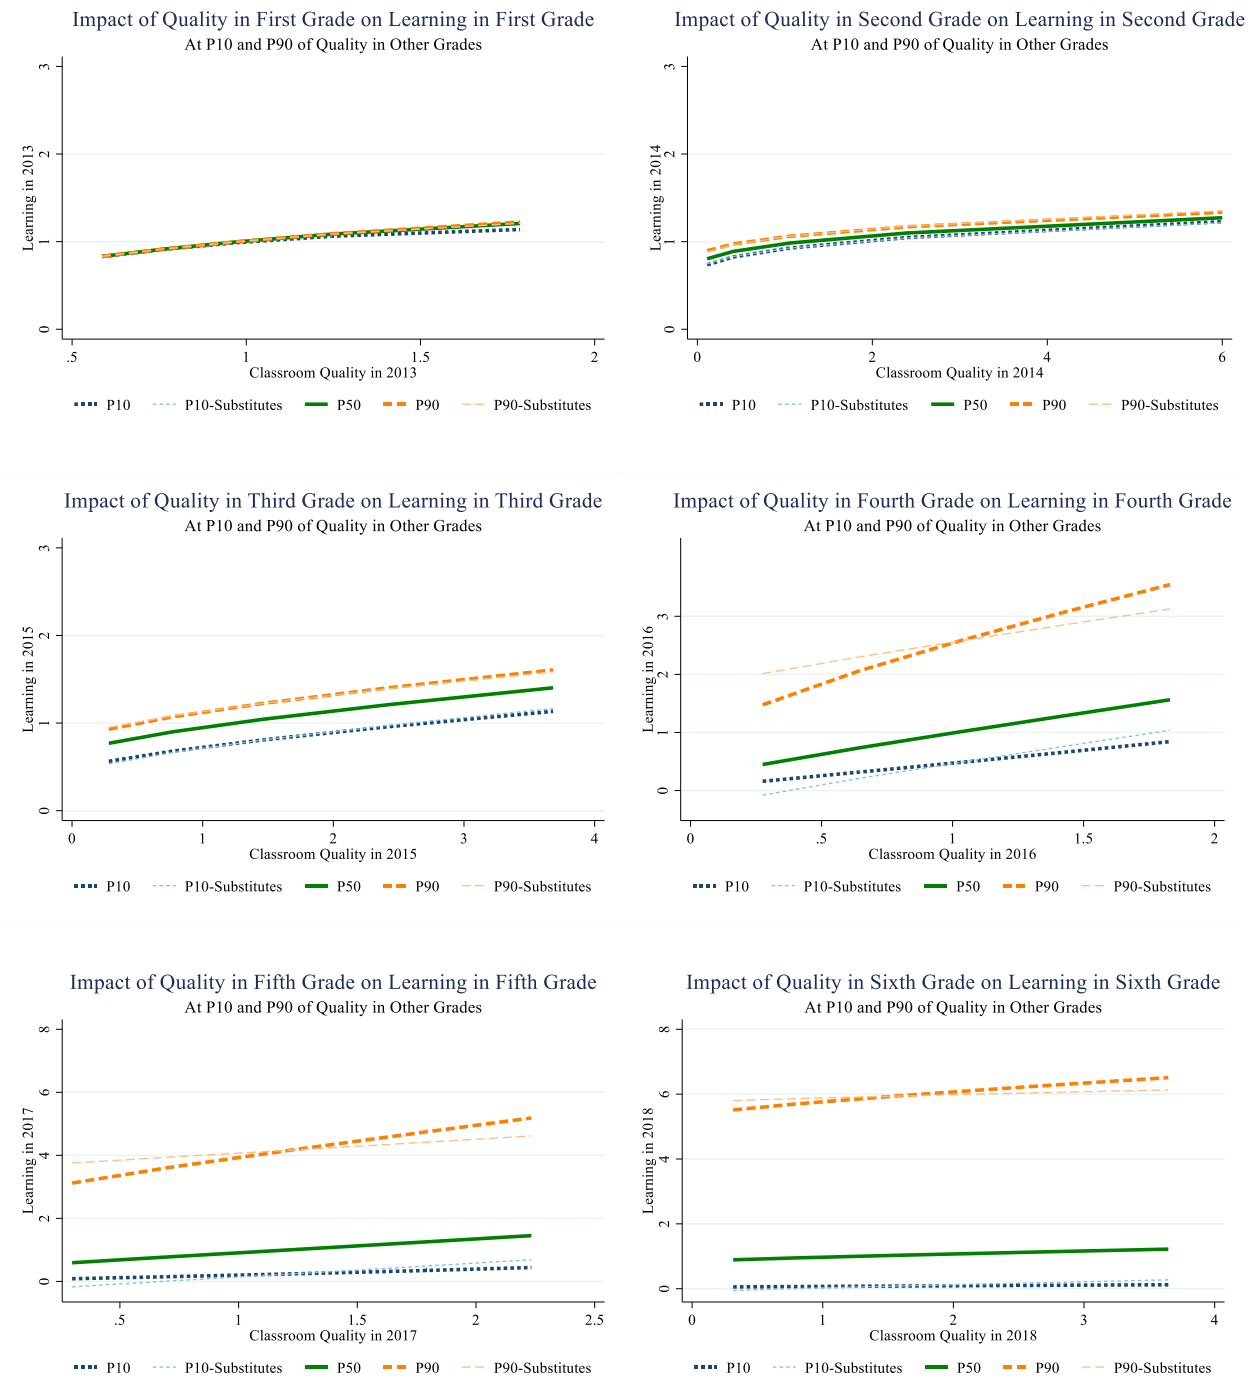 Impact of Quality in First Grade on Learning in First Grade
At P10 and P90 of Quality in Other Grades
Learning in 2013
3
2
1
0
.5 1 1.5 2
Classroom Quality in 2013
P10 P10-Substitutes P50 P90 P90-Substitutes
Impact of Quality in Second Grade on Learning in Second Grade
At P10 and P90 of Quality in Other Grades
Learning in 2014
3
2
1
0
0 2 4 6
Classroom Quality in 2014
P10 P10-Substitutes P50 P90 P90-Substitutes
Impact of Quality in Third Grade on Learning in Third Grade
At P10 and P90 of Quality in Other Grades
Learning in 2015
3
2
1
0
0 1 2 3 4
Classroom Quality in 2015
P10 P10-Substitutes P50 P90 P90-Substitutes
Impact of Quality in Fourth Grade on Learning in Fourth Grade
At P10 and P90 of Quality in Other Grades
Learning in 2016
3
2
1
0
0 .5 1 1.5 2
Classroom Quality in 2016
P10 P10-Substitutes P50 P90 P90-Substitutes
Impact of Quality in Fifth Grade on Learning in Fifth Grade
At P10 and P90 of Quality in Other Grades
Learning in 2017
8
6
4
2
0
.5 1 1.5 2 2.5
Classroom Quality in 2017
P10 P10-Substitutes P50 P90 P90-Substitutes
Impact of Quality in Sixth Grade on Learning in Sixth Grade
At P10 and P90 of Quality in Other Grades
Learning in 2018
8
6
4
2
0
0 1 2 3 4
Classroom Quality in 2018
P10 P10-Substitutes P50 P90 P90-Substitutes